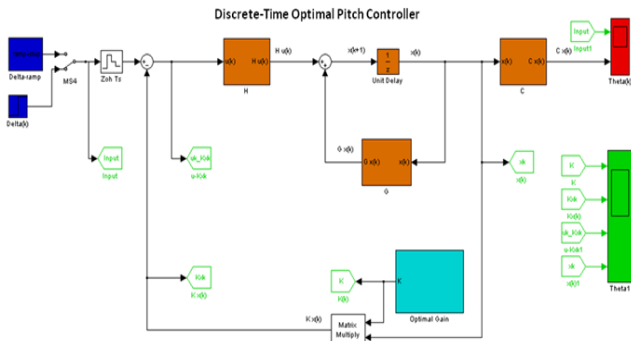 Discrete-Time Optimal Pitch Controller
Delta-ramp
Delta(k)
MS4
Zoh Ts
Input
Input
u(k)
H u(k)
H
H u(k)
x(k+1)
1
z
Unit Delay
x(k)
x(k)
C x(k)
C
C x(k)
Input
Input1
Theta(k)
G x(k)
G x(k)
x(k)
G
uk_Kxk
u-Kxk
xk
x(k)
K
K
Kxk
Kx(k)
uk_Kxk
u-Kxk1
xk
x(k)1
Theta1
Kxk
K x(k)
K
K(k)
K
Optimal Gain
K x(k)
Matrix
Multiply